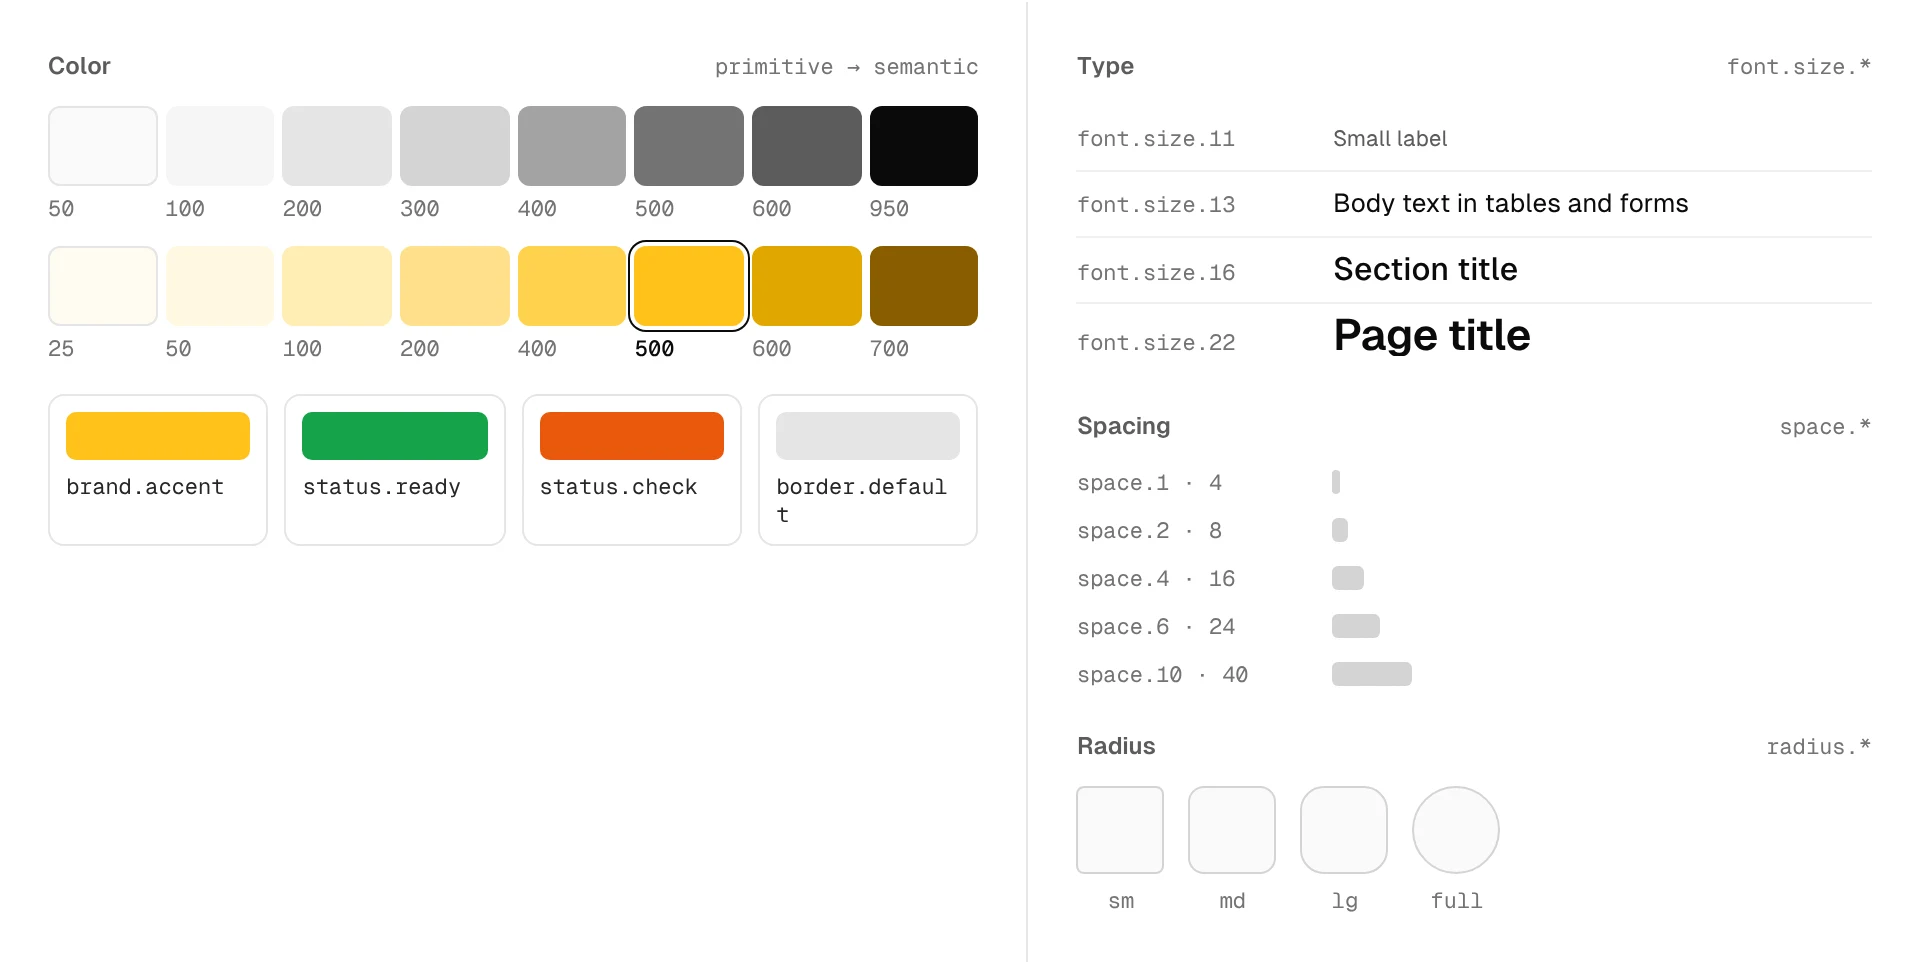 Color
primitive → semantic
50 100 200 300 400 500 600 950
25 50 100 200 400 500 600 700
brand.accent
status.ready
status.check
border.defaul
t
Type
font.size.*
font.size.11 Small label
font.size.13 Body text in tables and forms
font.size.16 Section title
font.size.22 Page title
Spacing
space.*
space.1 · 4
space.2 · 8
space.4 · 16
space.6 · 24
space.10 · 40
Radius
radius.*
sm md lg full